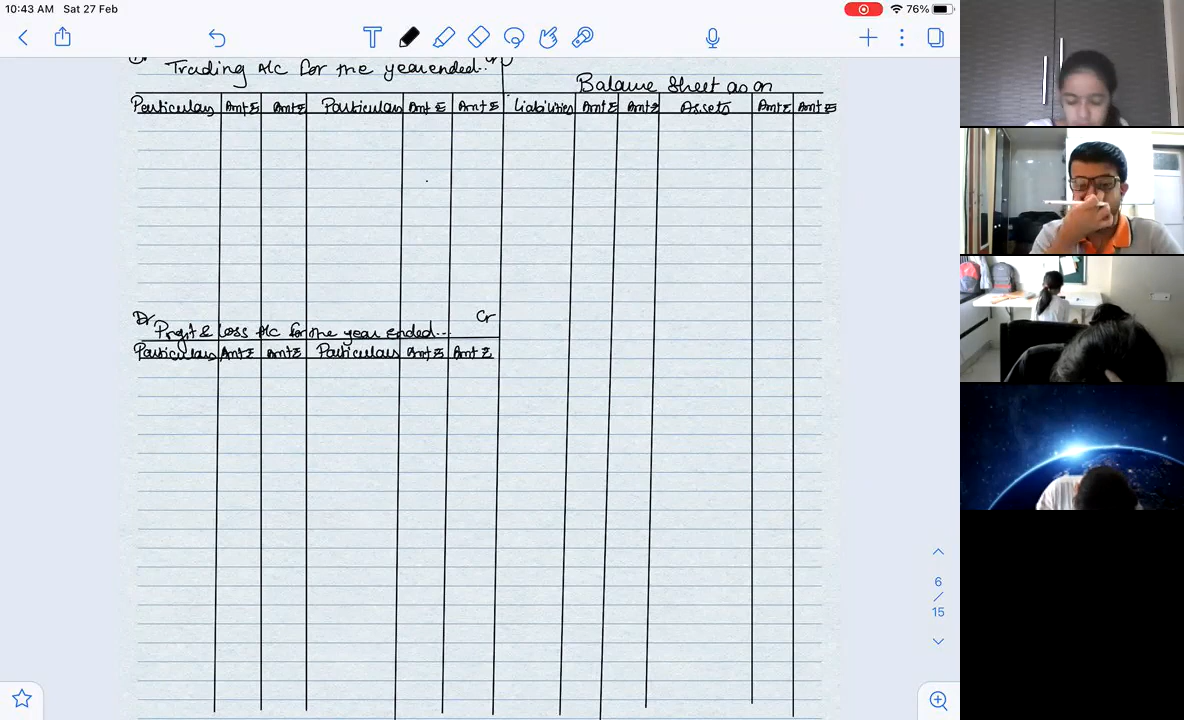 10:43 AM Sat 27 Feb
76%
Dr
Cr
Trading A/c for the year ended..
Balance Sheet as on
Particulars Amt ₹ Amt ₹ Particulars Amt ₹ Amt ₹ Liabilities Amt ₹ Amt ₹ Assets Amt ₹ Amt ₹
Dr Cr
Profit & Loss A/c for the year ended...
Particulars Amt ₹ Amt ₹ Particulars Amt ₹ Amt ₹
6
/
15